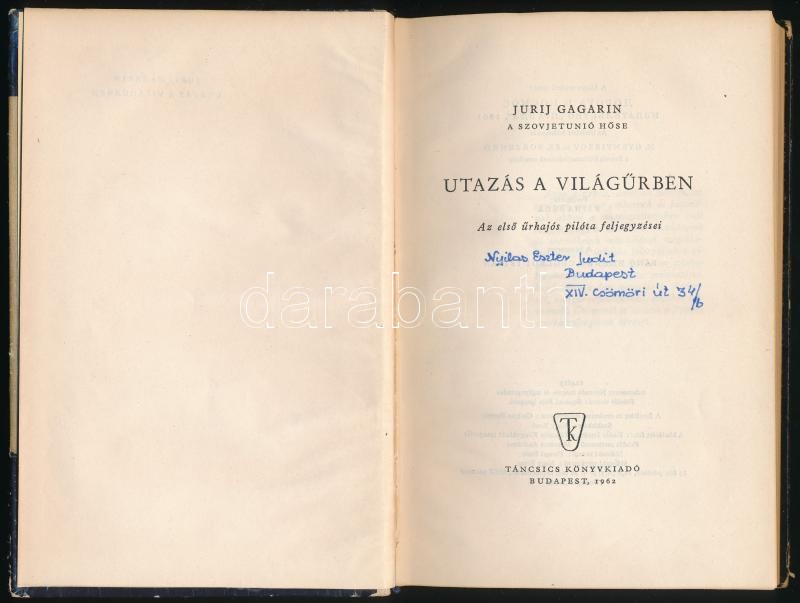 JURIJ GAGARIN
A SZOVJETUNIÓ HŐSE
UTAZÁS A VILÁGŰRBEN
Az első űrhajós pilóta feljegyzései
Nyilas Eszter Judit
Budapest
XIV. Csömöri út 34/b
darabanth
Tk
TÁNCSICS KÖNYVKIADÓ
BUDAPEST, 1962